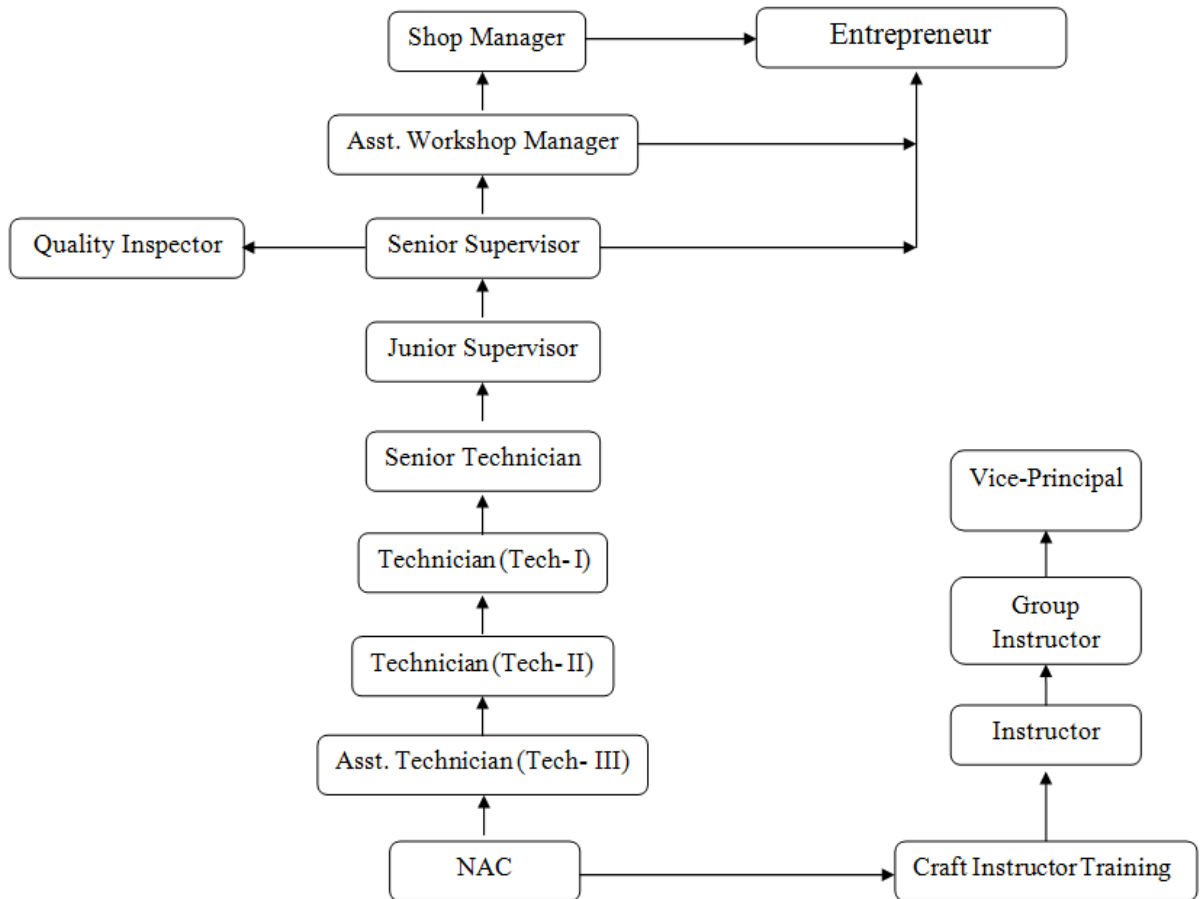 Shop Manager
Entrepreneur
Asst. Workshop Manager
Quality Inspector
Senior Supervisor
Junior Supervisor
Senior Technician
Vice-Principal
Technician (Tech- I)
Group
Instructor
Technician (Tech- II)
Instructor
Asst. Technician (Tech- III)
NAC
Craft Instructor Training